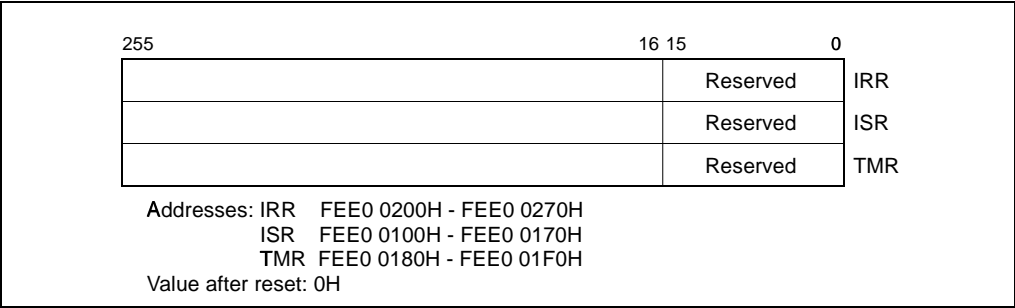 255 16 15 0
Reserved IRR
Reserved ISR
Reserved TMR
Addresses: IRR FEE0 0200H - FEE0 0270H
ISR FEE0 0100H - FEE0 0170H
TMR FEE0 0180H - FEE0 01F0H
Value after reset: 0H